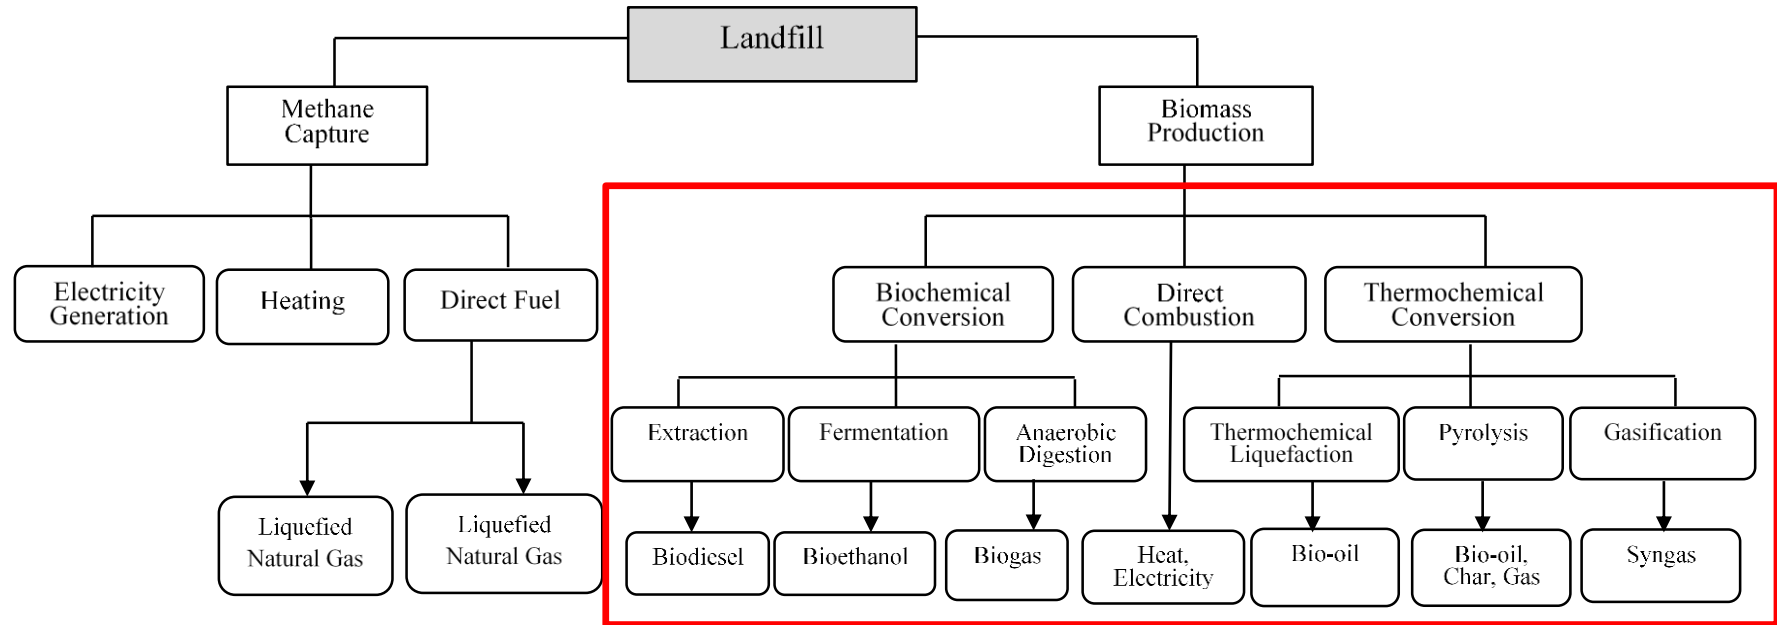 Landfill
Methane
Capture
Biomass
Production
Electricity
Generation
Heating
Direct Fuel
Biochemical
Conversion
Direct
Combustion
Thermochemical
Conversion
Extraction
Fermentation
Anaerobic
Digestion
Thermochemical
Liquefaction
Pyrolysis
Gasification
Liquefied
Natural Gas
Liquefied
Natural Gas
Biodiesel
Bioethanol
Biogas
Heat,
Electricity
Bio-oil
Bio-oil,
Char, Gas
Syngas